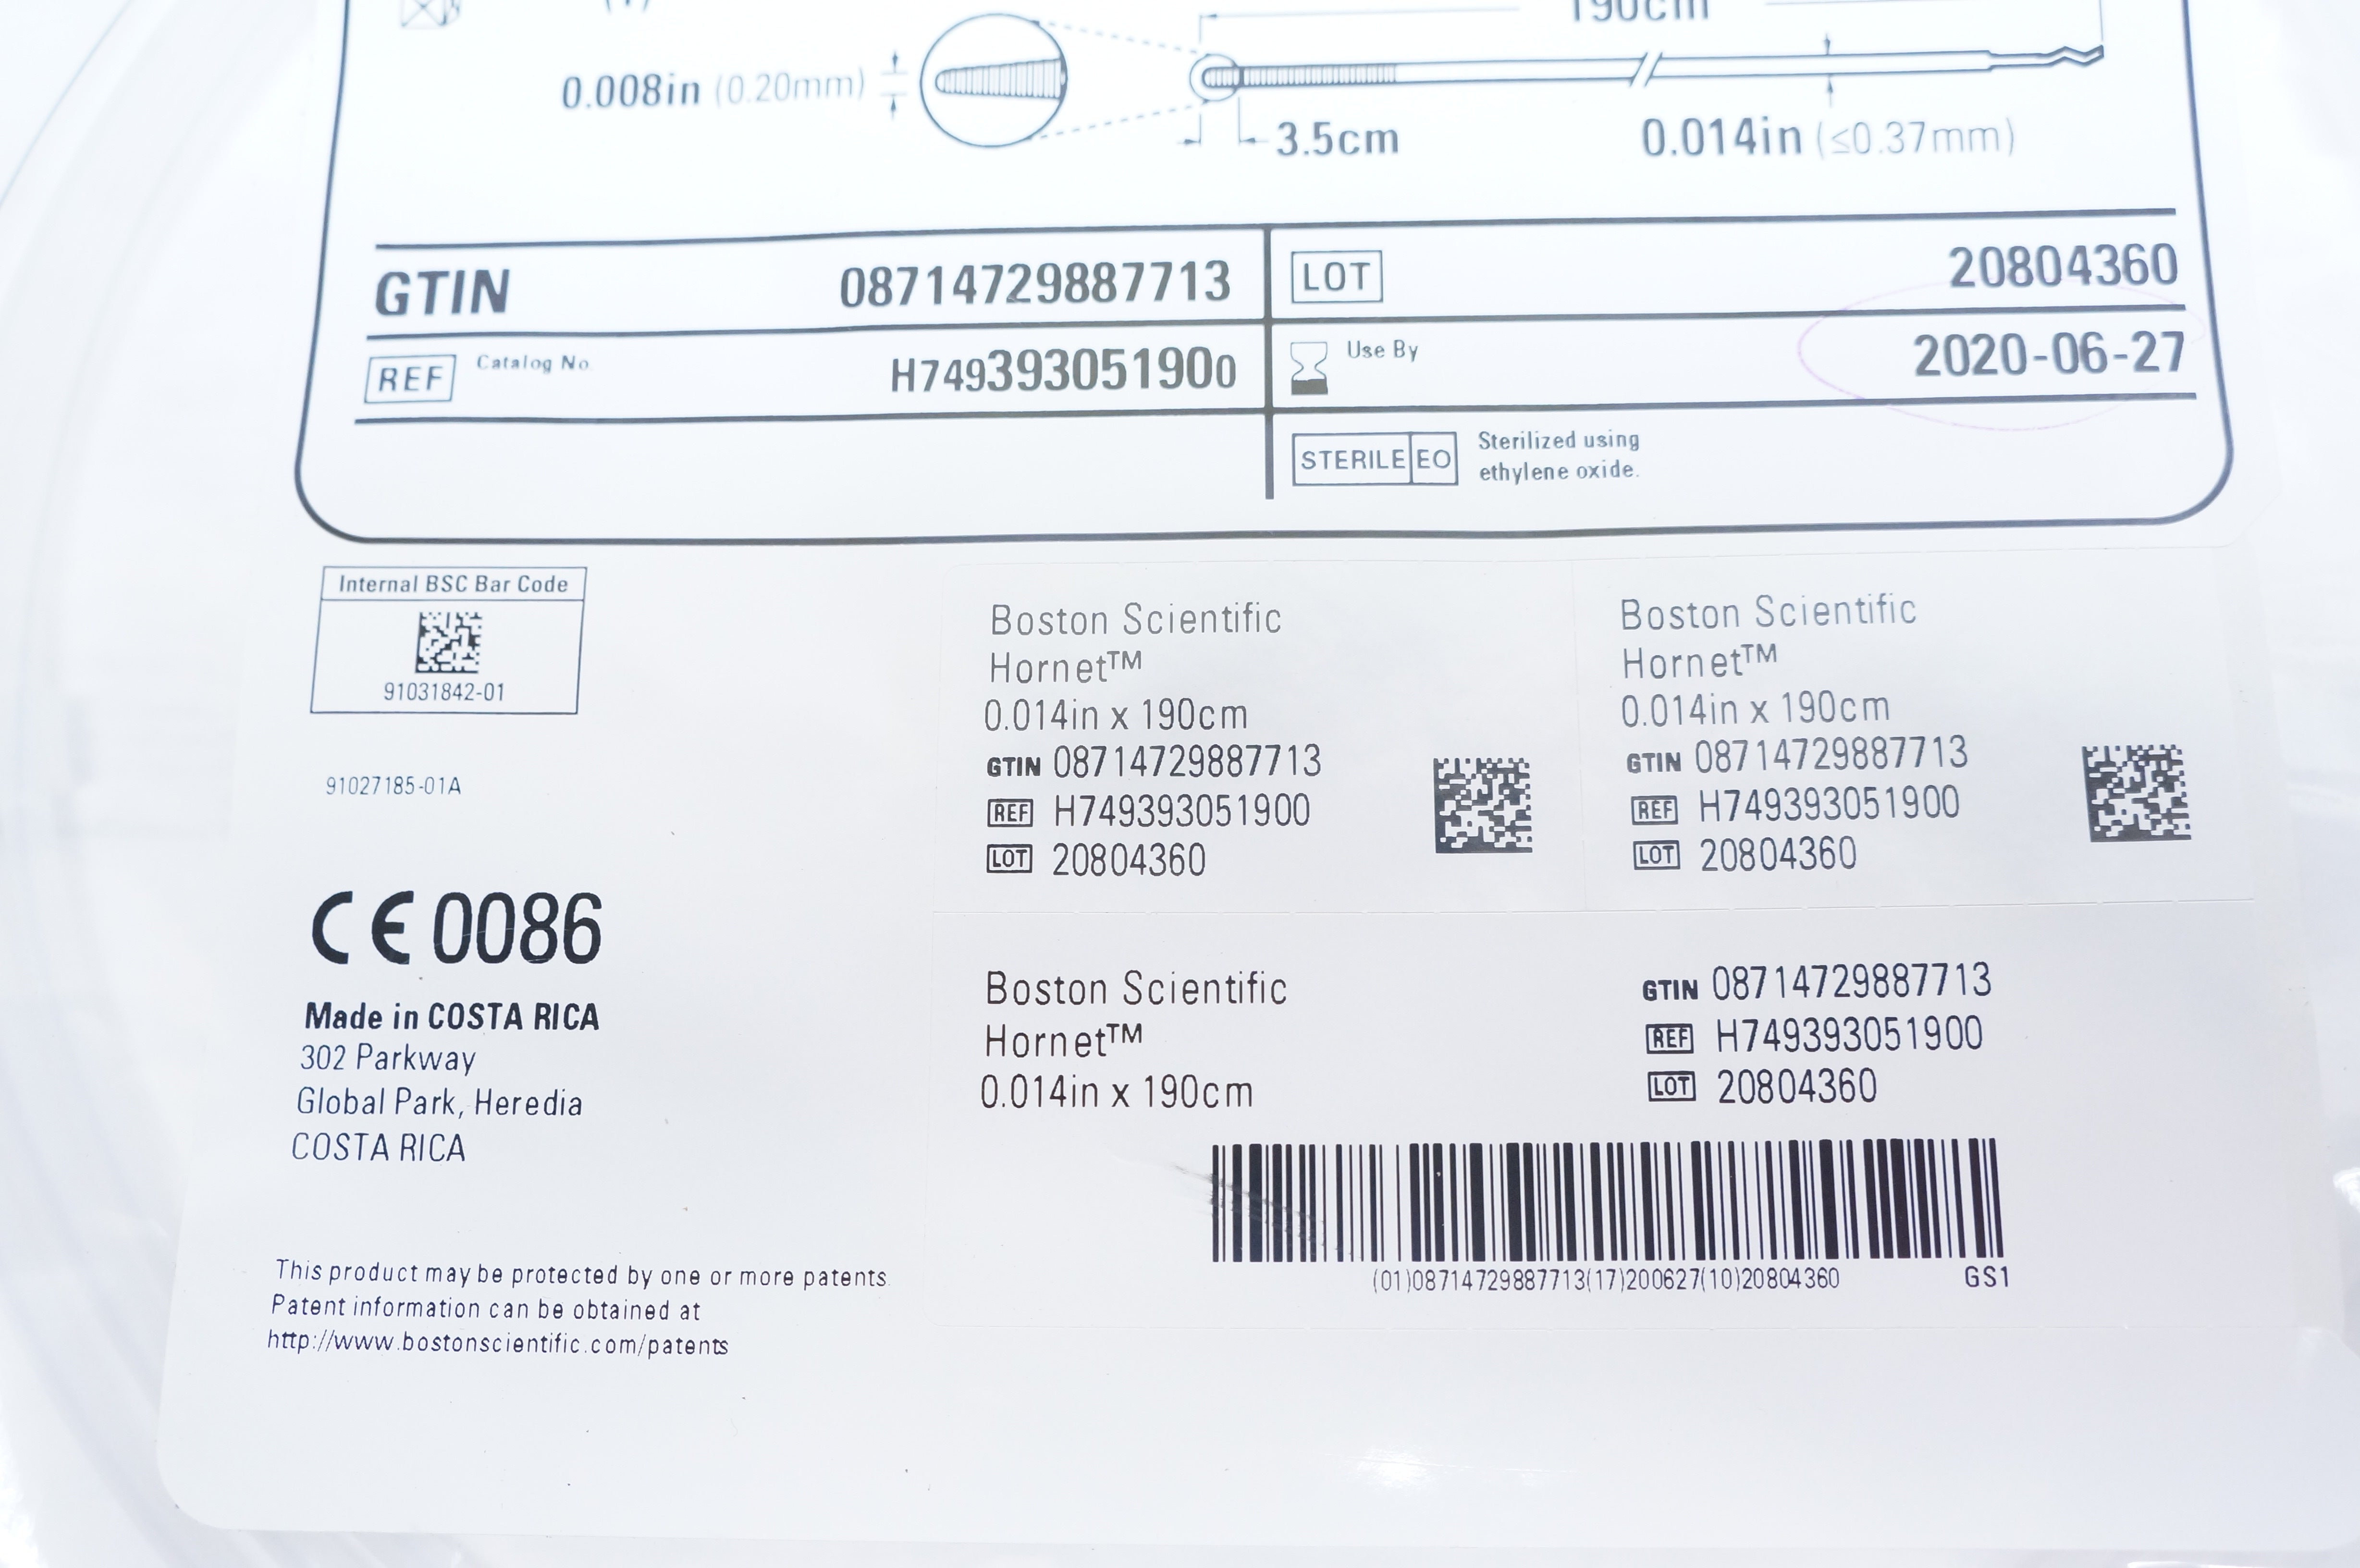 190cm
0.008in (0.20mm)
3.5cm
0.014in (≤0.37mm)
GTIN 08714729887713
LOT 20804360
REF Catalog No. H749393051900
Use By 2020-06-27
STERILE EO Sterilized using
ethylene oxide.
Internal BSC Bar Code
91031842-01
91027185-01A
CE 0086
Made in COSTA RICA
302 Parkway
Global Park, Heredia
COSTA RICA
This product may be protected by one or more patents.
Patent information can be obtained at
http://www.bostonscientific.com/patents
Boston Scientific
Hornet™
0.014in x 190cm
GTIN 08714729887713
REF H749393051900
LOT 20804360
Boston Scientific
Hornet™
0.014in x 190cm
GTIN 08714729887713
REF H749393051900
LOT 20804360
Boston Scientific
Hornet™
0.014in x 190cm
GTIN 08714729887713
REF H749393051900
LOT 20804360
(01)08714729887713(17)200627(10)20804360 GS1